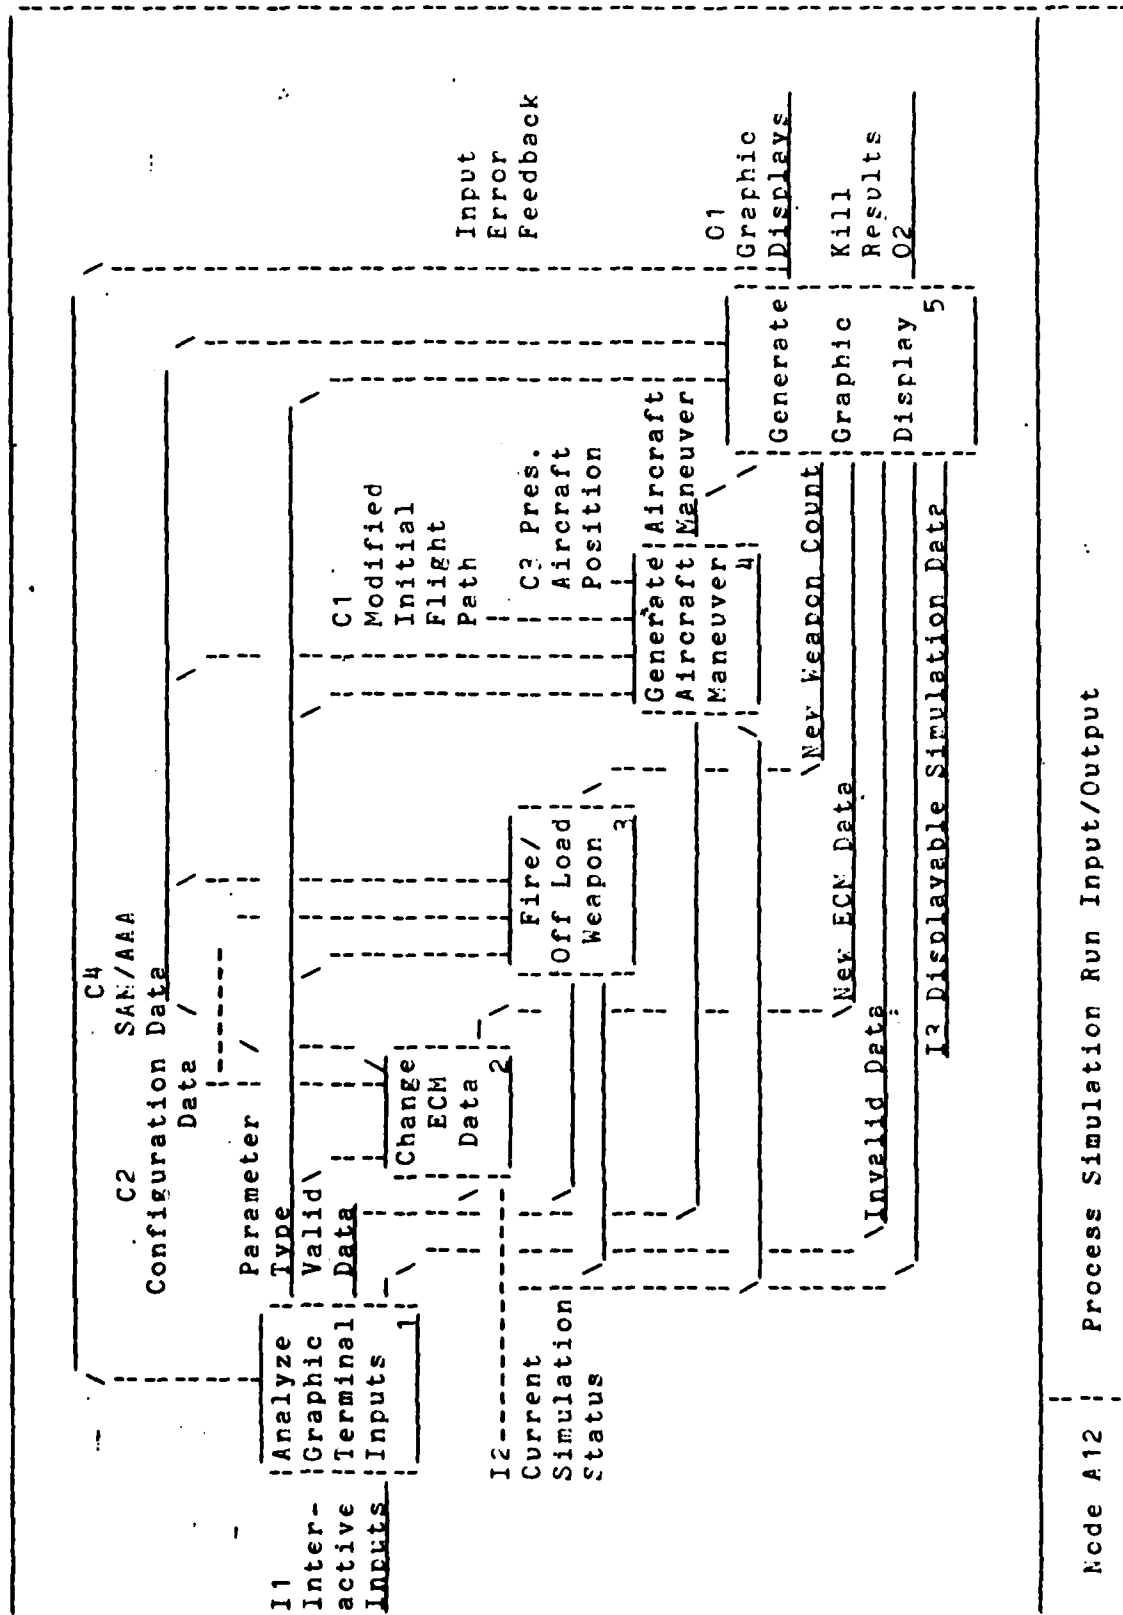 C2
Configuration Data
Data
C4
SAM/AAA
Parameter
Type
Valid
Data
Input
Error
Feedback
I1
Inter-
active
Inputs
Analyze
Graphic
Terminal
Inputs
1
C1
Modified
Initial
Flight
Path
C3 Pres.
Aircraft
Position
Change
ECM
Data
2
I2
Current
Simulation
Status
Fire/
Off Load
Weapon
3
Generate
Aircraft
Maneuver
4
Aircraft
Maneuver
O1
Graphic
Displays
Kill
Results
O2
Generate
Graphic
Display
5
New Weapon Count
New ECM Data
Invalid Data
I3 Displayable Simulation Data
Node A12
Process Simulation Run Input/Output